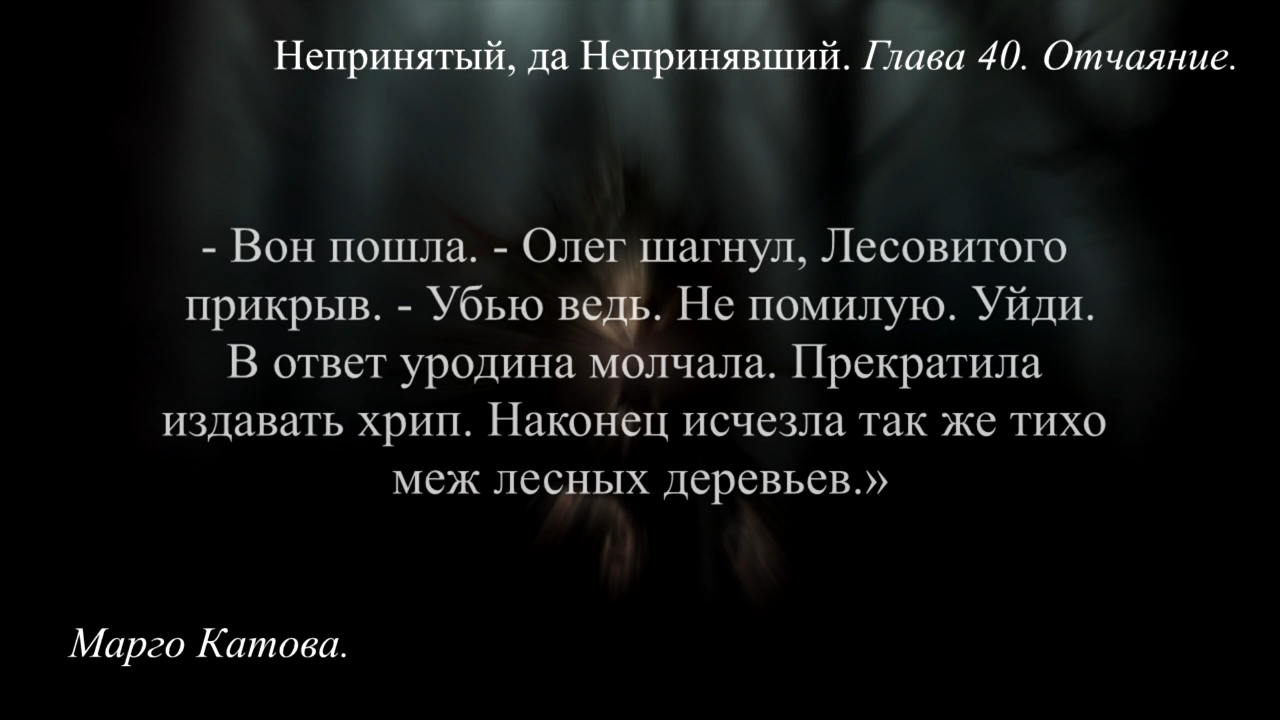 Непринятый, да Непринявший. Глава 40. Отчаяние.
- Вон пошла. - Олег шагнул, Лесовитого
прикрыв. - Убью ведь. Не помилую. Уйди.
В ответ уродина молчала. Прекратила
издавать хрип. Наконец исчезла так же тихо
меж лесных деревьев.»
Марго Катова.